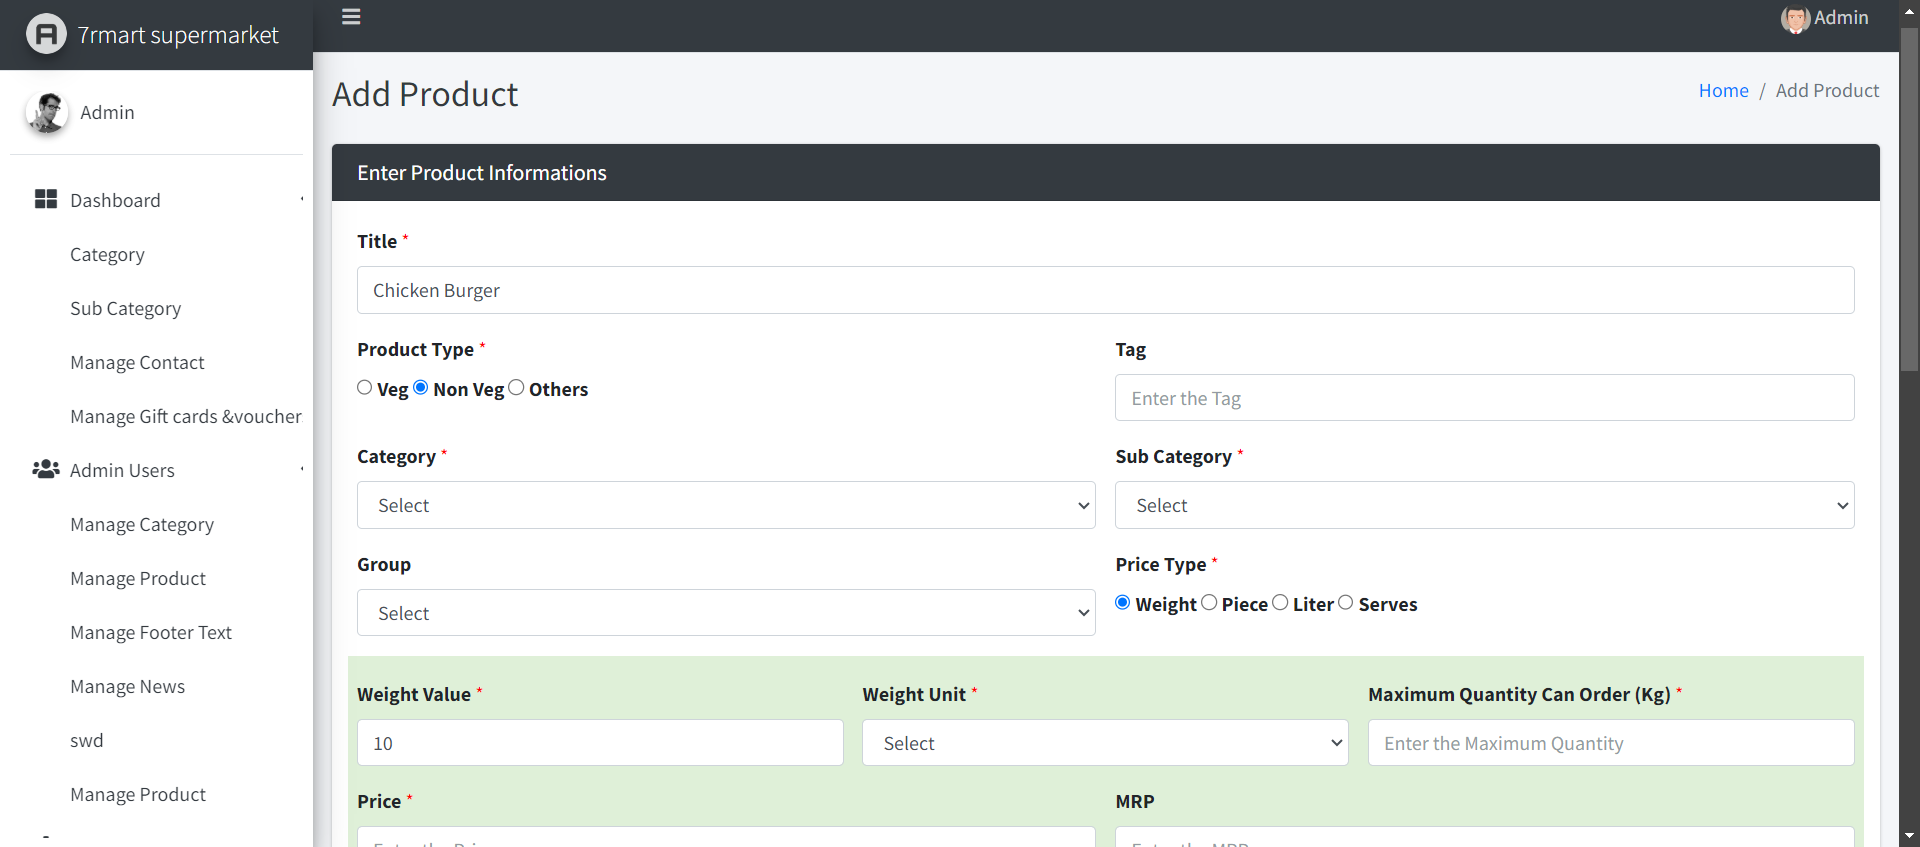 7rmart supermarket
Admin
Admin
Dashboard
Category
Sub Category
Manage Contact
Manage Gift cards &voucher
Admin Users
Manage Category
Manage Product
Manage Footer Text
Manage News
swd
Manage Product
Add Product
Home / Add Product
Enter Product Informations
Title *
Chicken Burger
Product Type *
Veg Non Veg Others
Tag
Enter the Tag
Category *
Select
Sub Category *
Select
Group
Select
Price Type *
Weight Piece Liter Serves
Weight Value *
10
Weight Unit *
Select
Maximum Quantity Can Order (Kg) *
Enter the Maximum Quantity
Price *
MRP